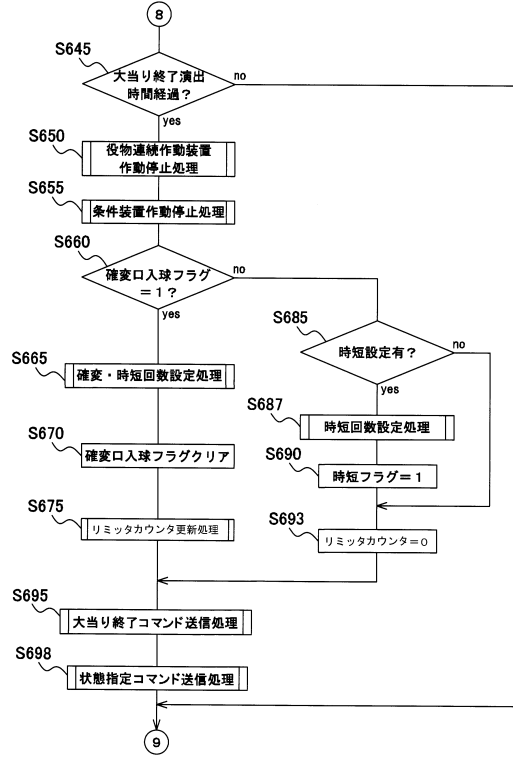 8
S645
大当り終了演出
時間経過？
no
yes
S650
役物連続作動装置
作動停止処理
S655
条件装置作動停止処理
S660
確変口入球フラグ
＝１？
no
yes
S685
時短設定有？
no
yes
S665
確変・時短回数設定処理
S687
時短回数設定処理
S670
確変口入球フラグクリア
S690
時短フラグ＝１
S675
リミッタカウンタ更新処理
S693
リミッタカウンタ＝０
S695
大当り終了コマンド送信処理
S698
状態指定コマンド送信処理
9